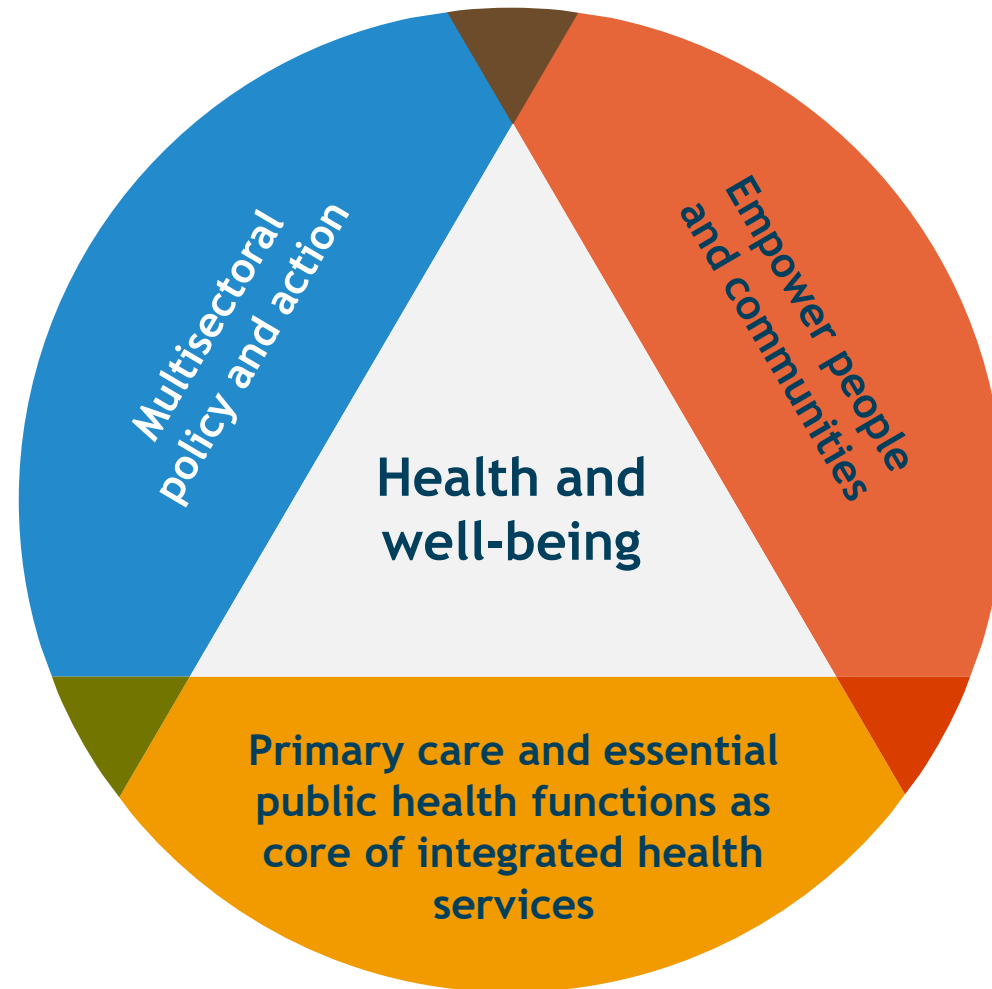 Multisectoral
policy and action
Empower people
and communities
Health and
well-being
Primary care and essential
public health functions as
core of integrated health
services